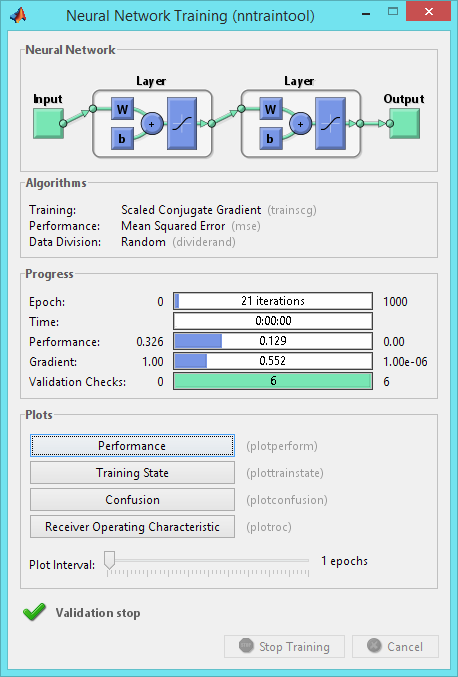 Neural Network Training (nntraintool)
Neural Network
Layer Layer
Input Output
W W
+ +
b b
Algorithms
Training: Scaled Conjugate Gradient (trainscg)
Performance: Mean Squared Error (mse)
Data Division: Random (dividerand)
Progress
Epoch: 0 21 iterations 1000
Time: 0:00:00
Performance: 0.326 0.129 0.00
Gradient: 1.00 0.552 1.00e-06
Validation Checks: 0 6 6
Plots
Performance (plotperform)
Training State (plottrainstate)
Confusion (plotconfusion)
Receiver Operating Characteristic (plotroc)
Plot Interval: 1 epochs
Validation stop
Stop Training Cancel